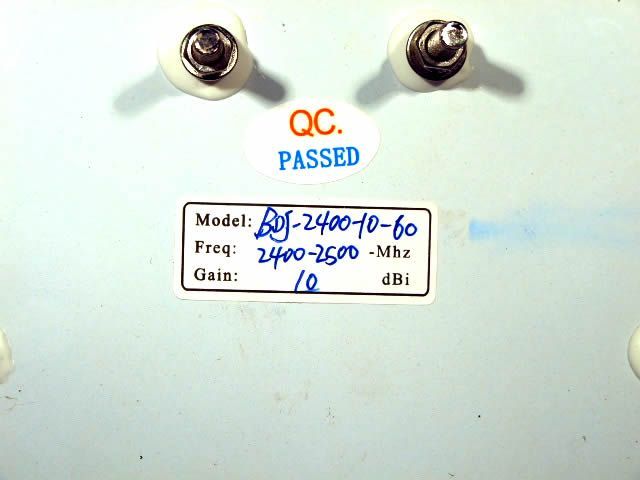 QC.
PASSED
Model: BDJ-2400-10-60
Freq: 2400-2500 -Mhz
Gain: 10 dBi